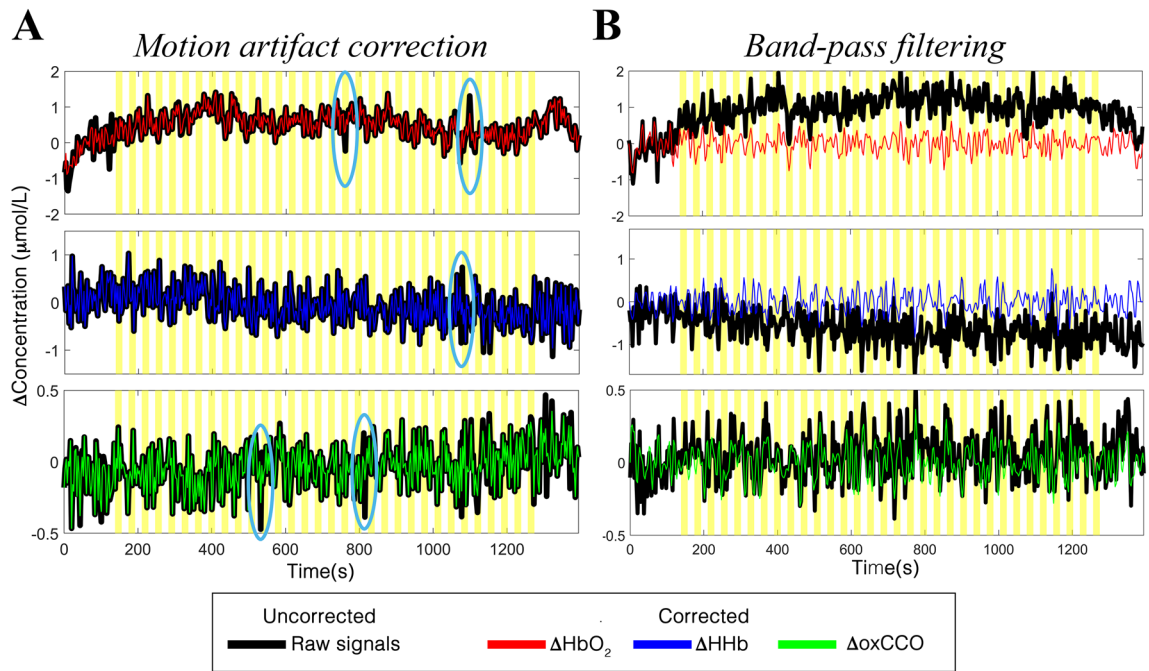 A
Motion artifact correction
B
Band-pass filtering
ΔConcentration (μmol/L)
2
1
0
-1
2
1
0
-1
0.5
0
-0.5
0
200
400
600
800
1000
1200
Time(s)
2
1
0
-1
-2
1
0
-1
0.5
0
-0.5
0
200
400
600
800
1000
1200
Time(s)
Uncorrected
. Corrected
Raw signals
ΔHbO₂
ΔHHb
ΔoxCCO